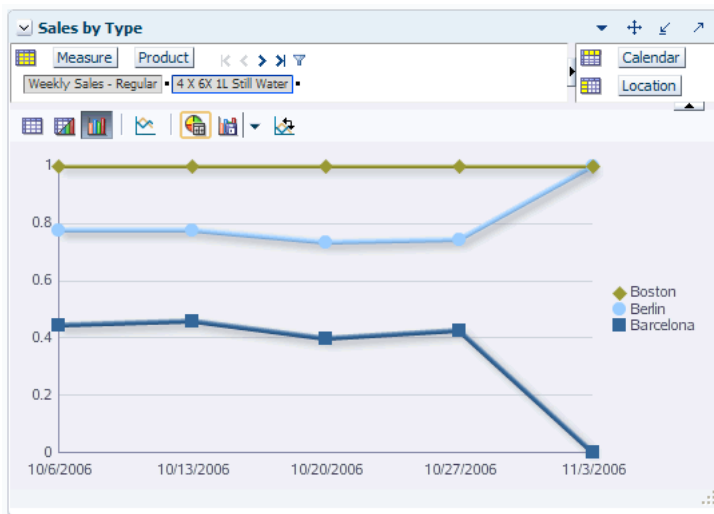 Sales by Type
Measure Product
Calendar
Weekly Sales - Regular 4 X 6X 1L Still Water
Location
1
0.8
0.6
0.4
0.2
0
10/6/2006 10/13/2006 10/20/2006 10/27/2006 11/3/2006
Boston
Berlin
Barcelona